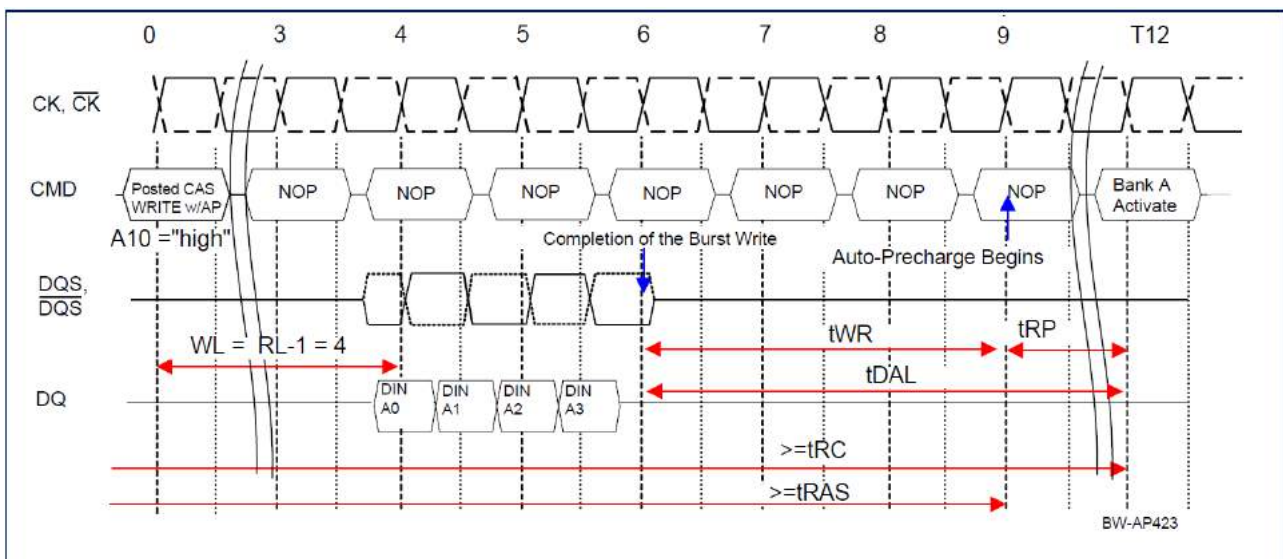 0 3 4 5 6 7 8 9 T12
CK, CK
CMD
Posted CAS
WRITE w/AP
NOP NOP NOP NOP NOP NOP NOP
Bank A
Activate
A10 ="high"
Completion of the Burst Write
Auto-Precharge Begins
DQS,
DQS
WL = RL-1 = 4
tWR
tRP
tDAL
DQ
DIN
A0
DIN
A1
DIN
A2
DIN
A3
>=tRC
>=tRAS
BW-AP423